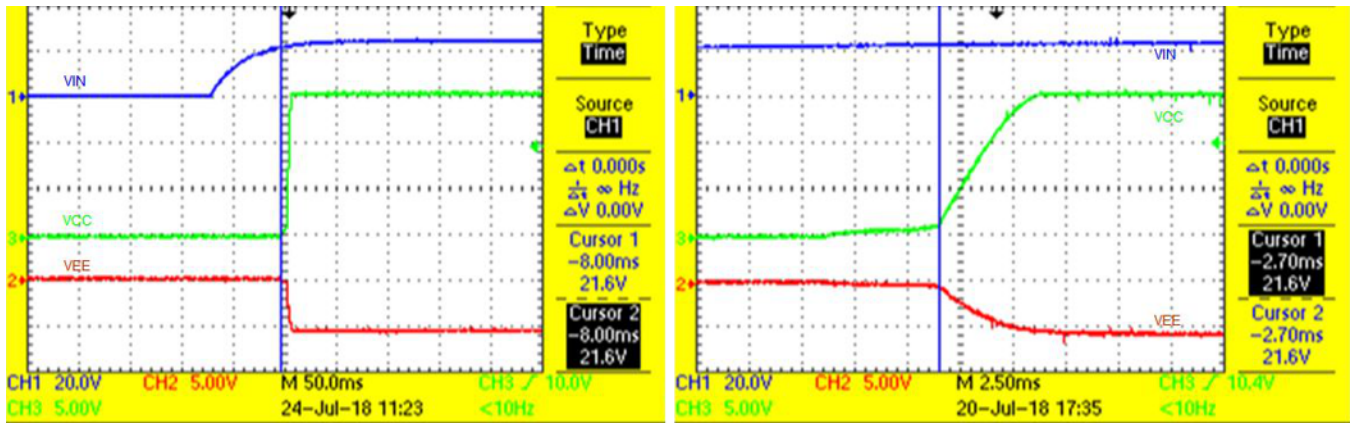 Type
Time
VIN
1
Source
CH1
Δt 0.000s
1/Δt ∞ Hz
ΔV 0.00V
VCC
3
Cursor 1
-8.00ms
21.6V
VEE
2
Cursor 2
-8.00ms
21.6V
CH1 20.0V CH2 5.00V M 50.0ms CH3 10.0V
CH3 5.00V 24-Jul-18 11:23 <10Hz
Type
Time
VIN
1
Source
CH1
VCC
Δt 0.000s
1/Δt ∞ Hz
ΔV 0.00V
3
Cursor 1
-2.70ms
21.6V
2
VEE
Cursor 2
-2.70ms
21.6V
CH1 20.0V CH2 5.00V M 2.50ms CH3 10.4V
CH3 5.00V 20-Jul-18 17:35 <10Hz